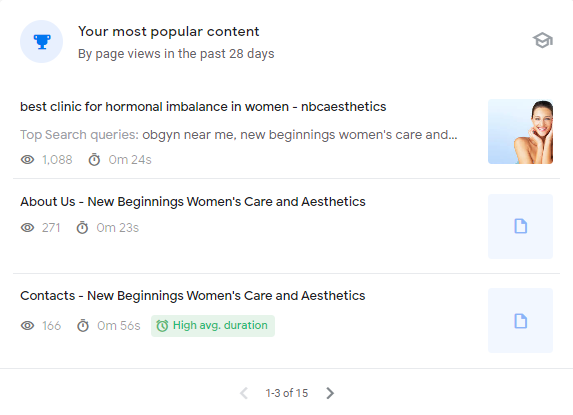 Your most popular content
By page views in the past 28 days
best clinic for hormonal imbalance in women - nbcaesthetics
Top Search queries: obgyn near me, new beginnings women's care and...
1,088 0m 24s
About Us - New Beginnings Women's Care and Aesthetics
271 0m 23s
Contacts - New Beginnings Women's Care and Aesthetics
166 0m 56s High avg. duration
1-3 of 15